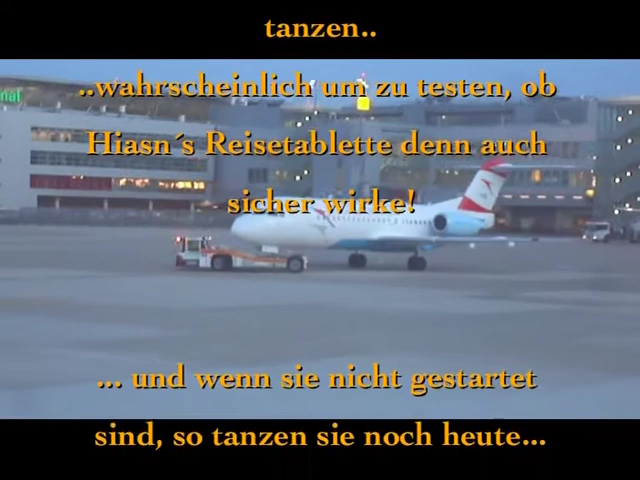 tanzen..
..wahrscheinlich um zu testen, ob
Hiasn´s Reisetablette denn auch
sicher wirke!
... und wenn sie nicht gestartet
sind, so tanzen sie noch heute...